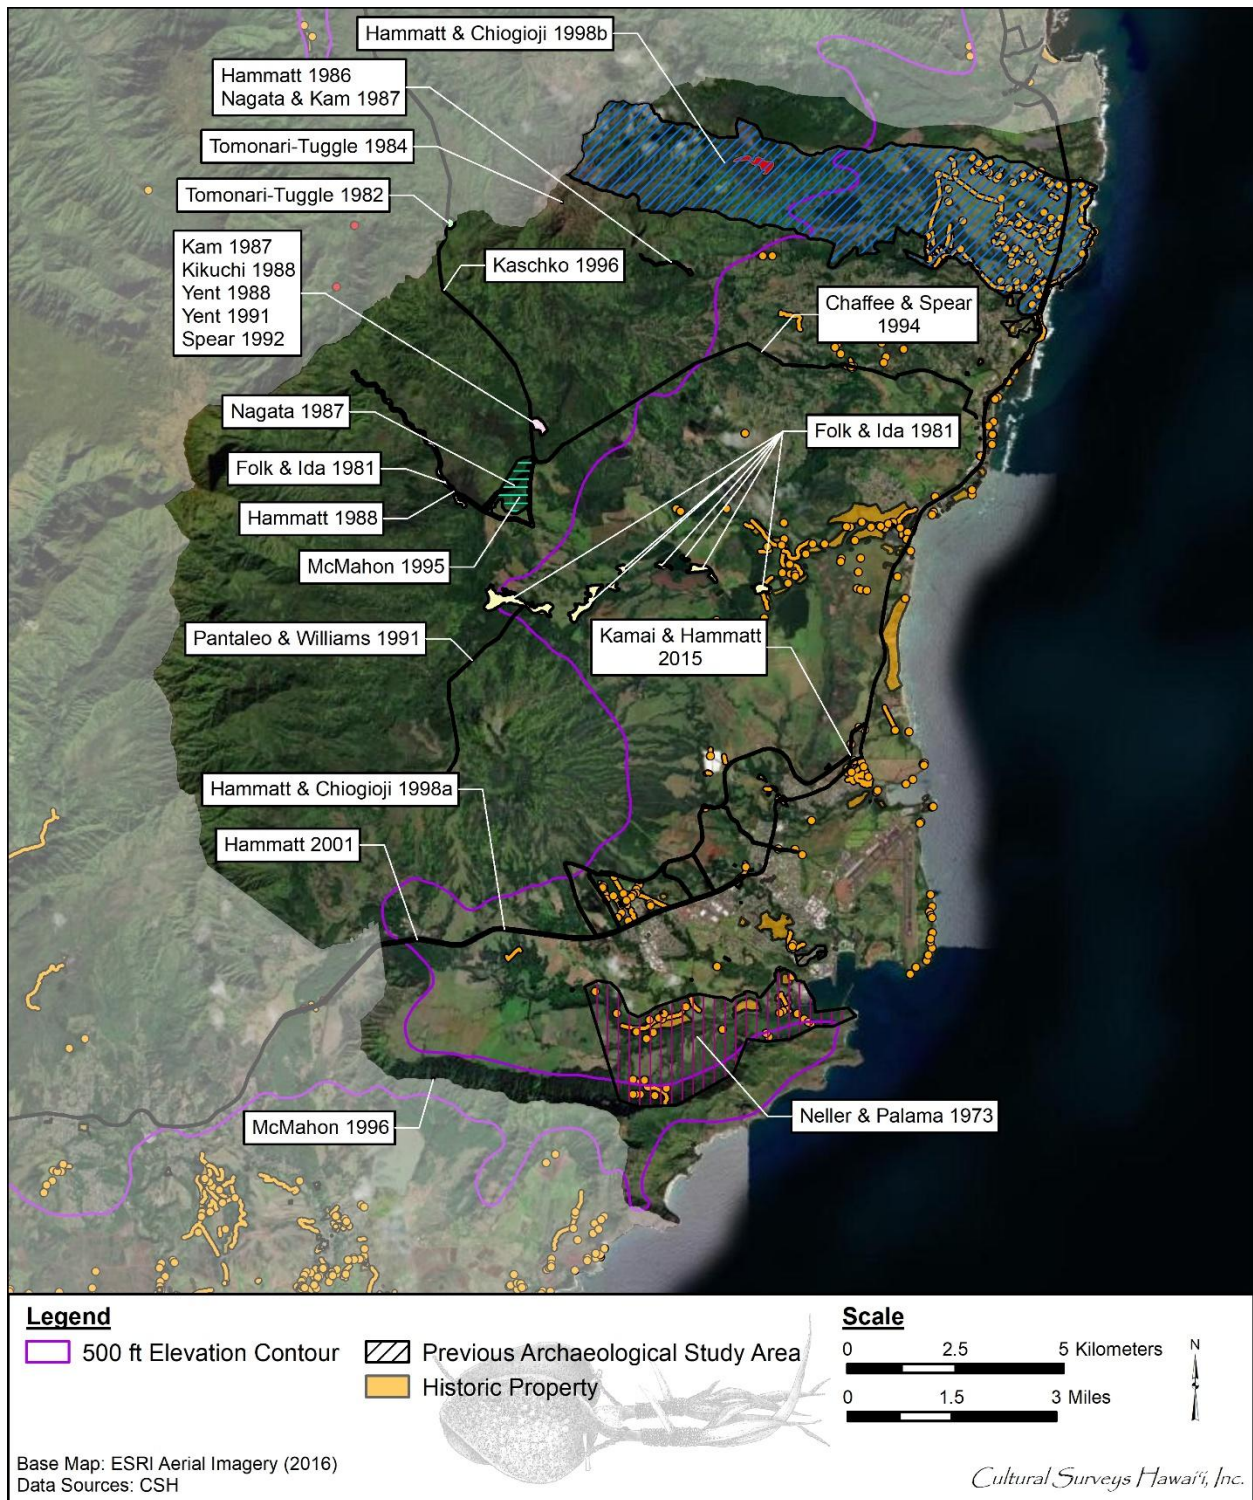 Hammatt & Chiogioji 1998b
Hammatt 1986
Nagata & Kam 1987
Tomonari-Tuggle 1984
Tomonari-Tuggle 1982
Kam 1987
Kikuchi 1988
Yent 1988
Yent 1991
Spear 1992
Kaschko 1996
Chaffee & Spear
1994
Nagata 1987
Folk & Ida 1981
Folk & Ida 1981
Hammatt 1988
McMahon 1995
Pantaleo & Williams 1991
Kamai & Hammatt
2015
Hammatt & Chiogioji 1998a
Hammatt 2001
McMahon 1996
Neller & Palama 1973
Legend
500 ft Elevation Contour
Previous Archaeological Study Area
Historic Property
Scale
0 2.5 5 Kilometers
0 1.5 3 Miles
N
Base Map: ESRI Aerial Imagery (2016)
Data Sources: CSH
Cultural Surveys Hawaiʻi, Inc.